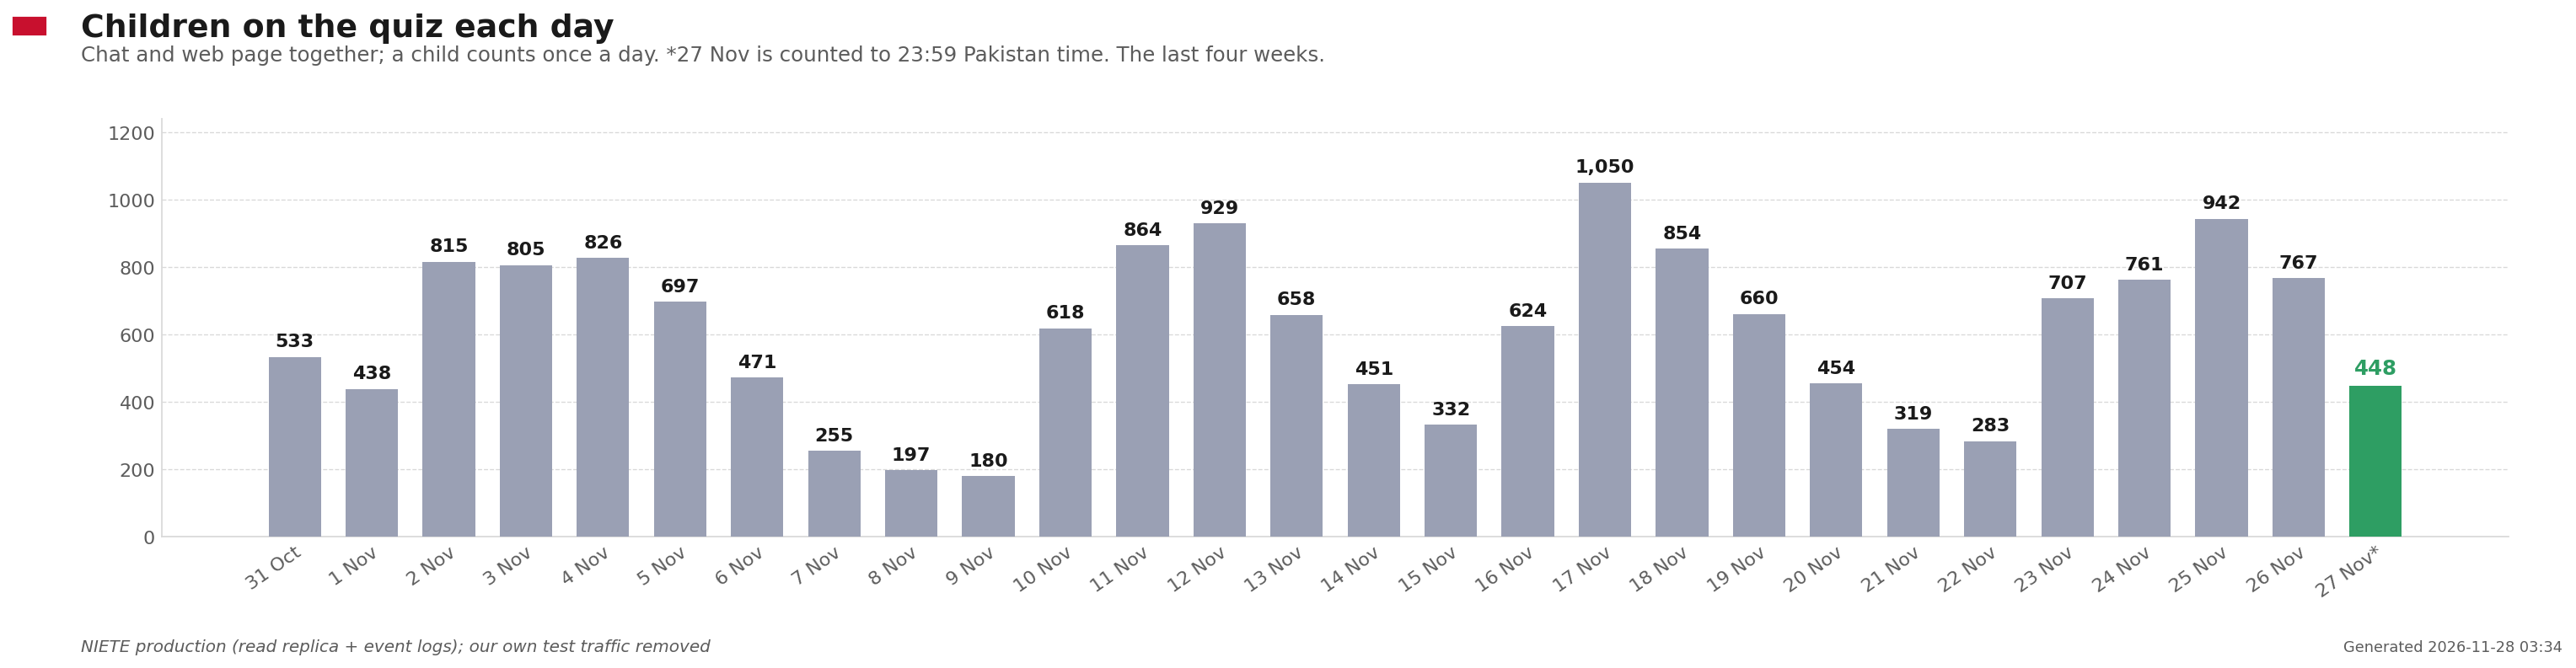 Children on the quiz each day
Chat and web page together; a child counts once a day. *27 Nov is counted to 23:59 Pakistan time. The last four weeks.
1200
1000
800
600
400
200
0
533
438
815
805
826
697
471
255
197
180
618
864
929
658
451
332
624
1,050
854
660
454
319
283
707
761
942
767
448
31 Oct
1 Nov
2 Nov
3 Nov
4 Nov
5 Nov
6 Nov
7 Nov
8 Nov
9 Nov
10 Nov
11 Nov
12 Nov
13 Nov
14 Nov
15 Nov
16 Nov
17 Nov
18 Nov
19 Nov
20 Nov
21 Nov
22 Nov
23 Nov
24 Nov
25 Nov
26 Nov
27 Nov*
NIETE production (read replica + event logs); our own test traffic removed
Generated 2026-11-28 03:34